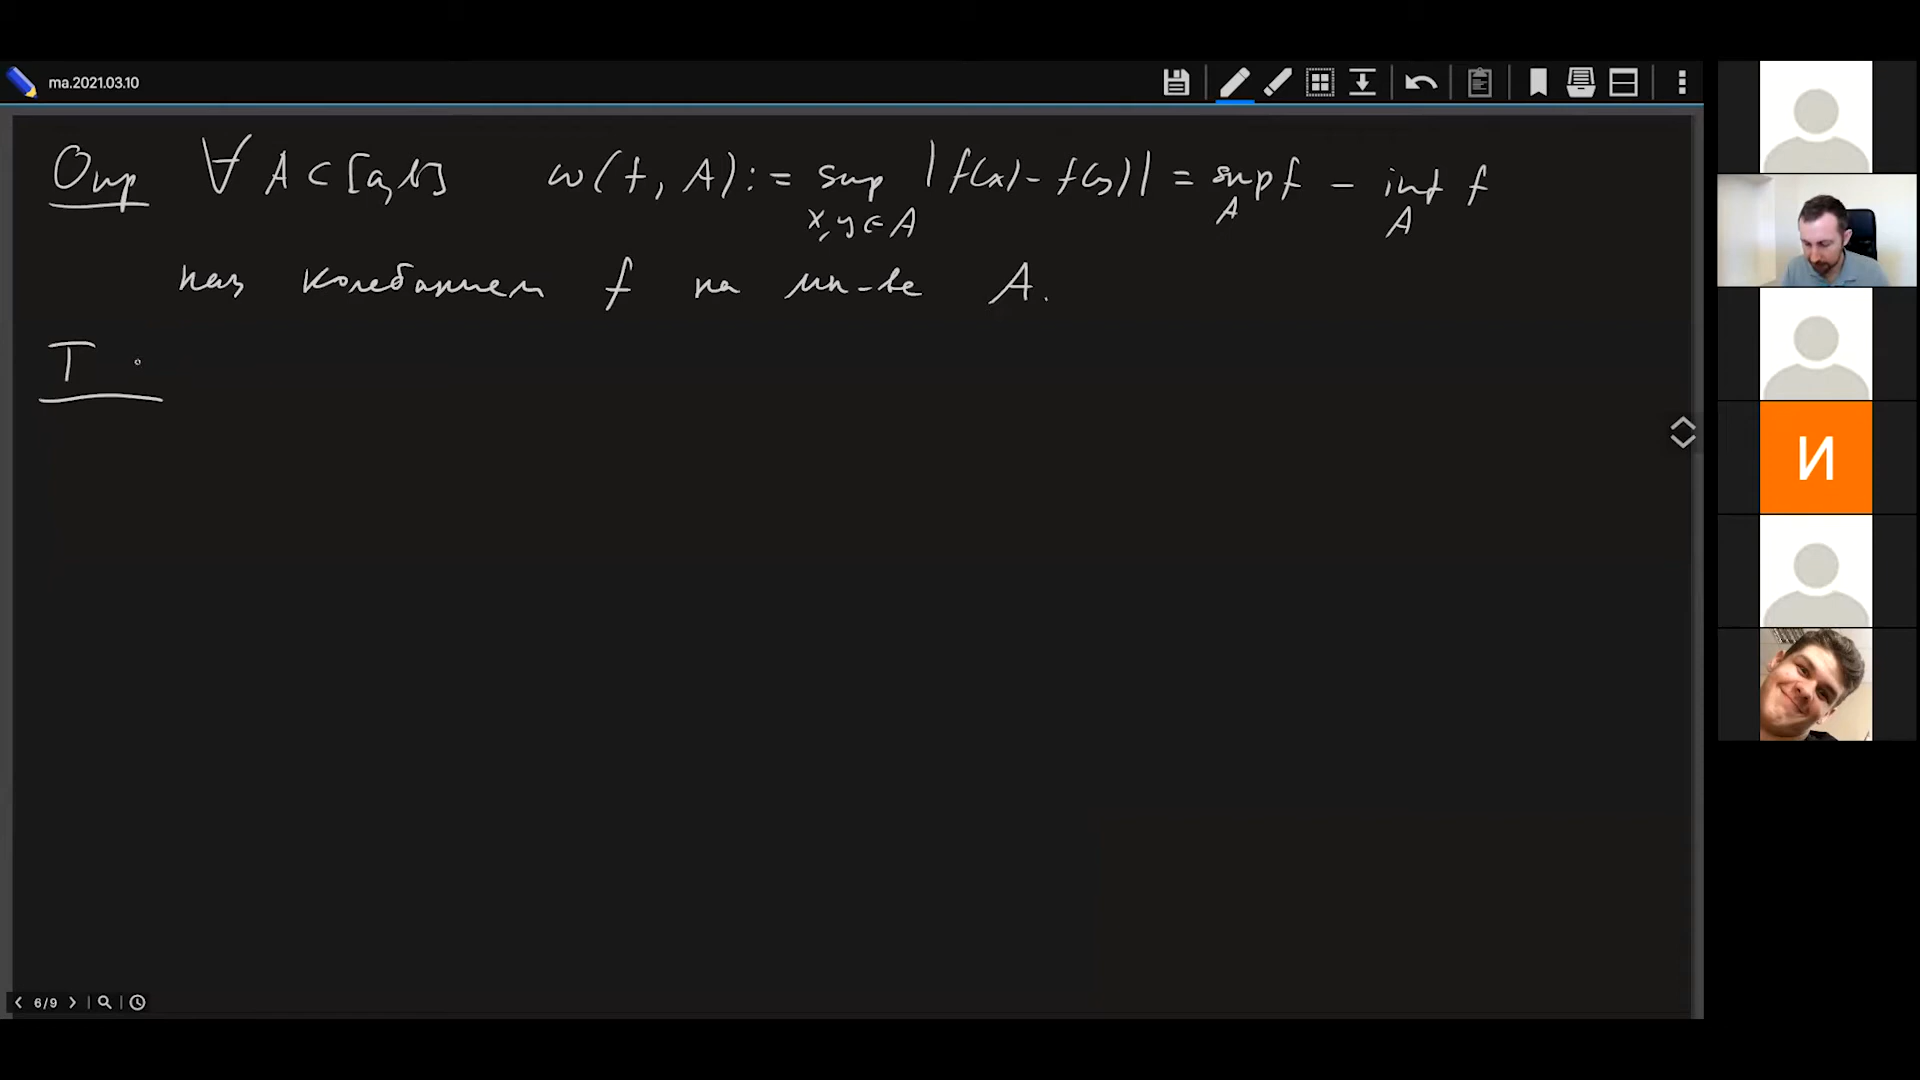 ma.2021.03.10
Опр ∀ A ⊂ [a,b] ω(f, A) := sup |f(x) - f(y)| = sup f - inf f
x,y ∈ A A A
наз колебанием f на мн-ве A.
T.
И
6/9